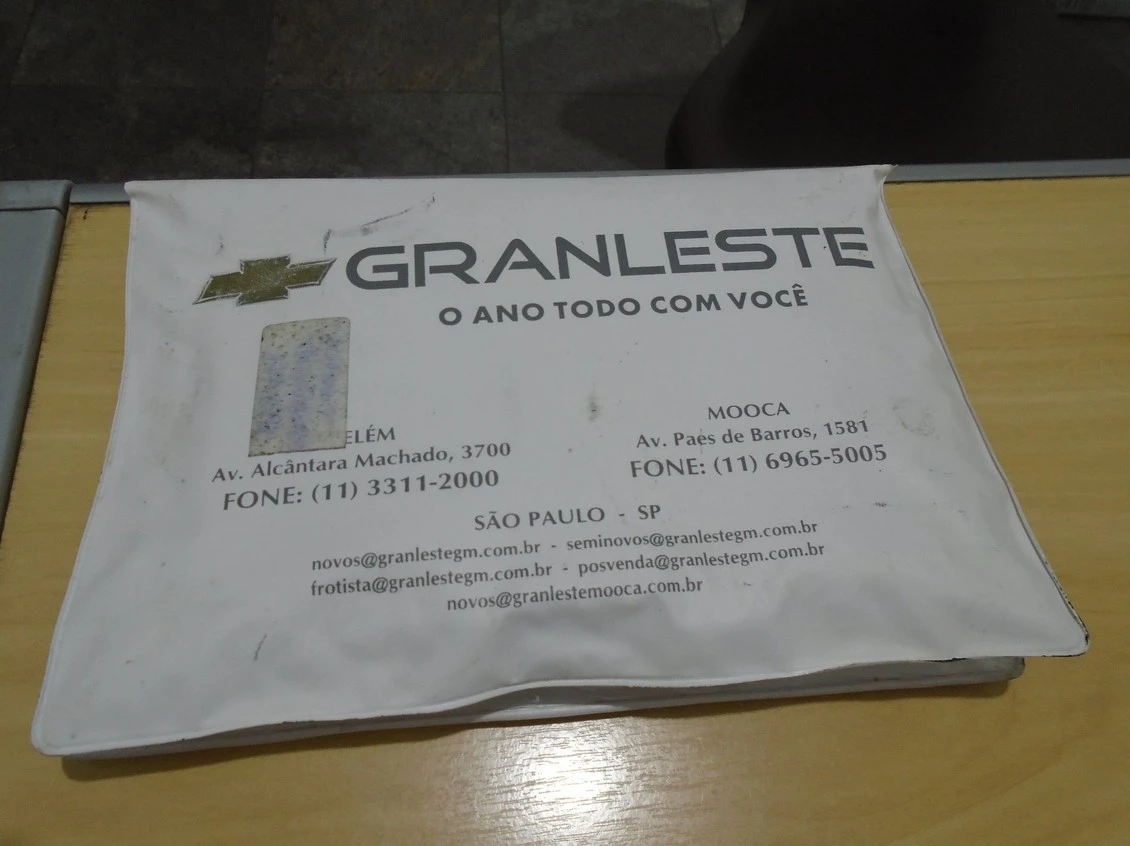 GRANLESTE
O ANO TODO COM VOCÊ
ELÉM
Av. Alcântara Machado, 3700
FONE: (11) 3311-2000
MOOCA
Av. Paes de Barros, 1581
FONE: (11) 6965-5005
SÃO PAULO - SP
novos@granlestegm.com.br - seminovos@granlestegm.com.br
frotista@granlestegm.com.br - posvenda@granlestegm.com.br
novos@granlestemooca.com.br